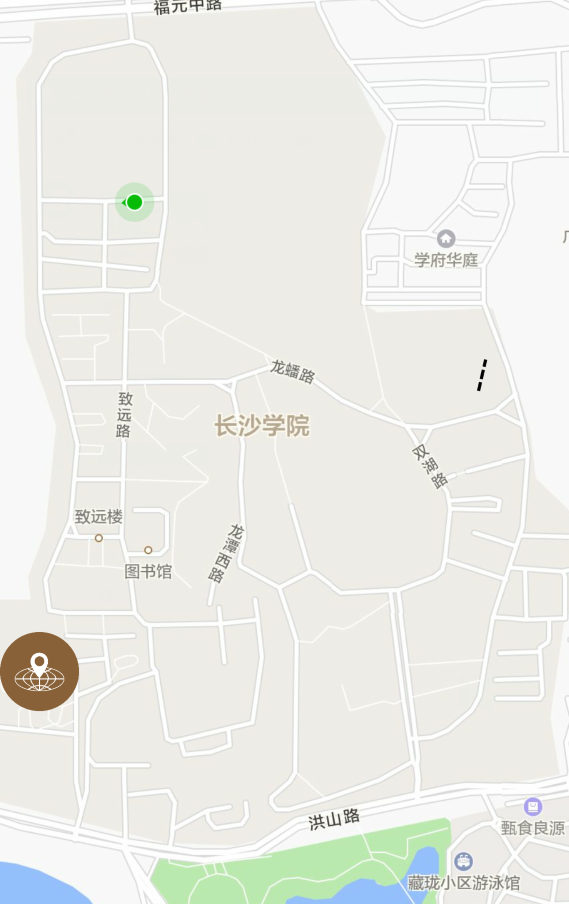 福元中路
学府华庭
龙蟠路
致远路
长沙学院
双湖路
致远楼
龙潭西路
图书馆
洪山路
甄食良源
藏珑小区游泳馆